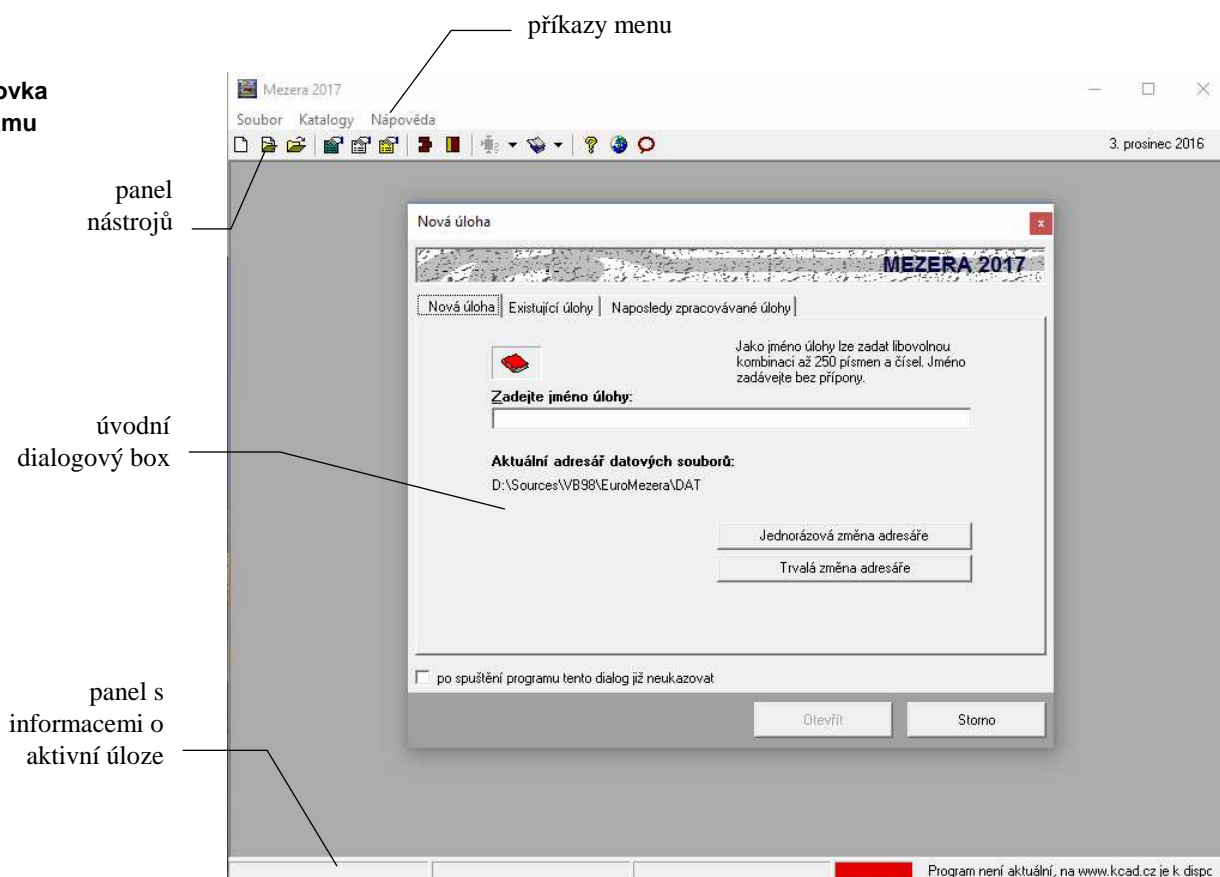 příkazy menu
Mezera 2017
Soubor Katalogy Nápověda
3. prosinec 2016
panel
nástrojů
Nová úloha
MEZERA 2017
Nová úloha Existující úlohy Naposledy zpracovávané úlohy
Jako jméno úlohy lze zadat libovolnou
kombinaci až 250 písmen a čísel. Jméno
zadávejte bez přípony.
Zadejte jméno úlohy:
úvodní
dialogový box
Aktuální adresář datových souborů:
D:\Sources\VB98\EuroMezera\DAT
Jednorázová změna adresáře
Trvalá změna adresáře
po spuštění programu tento dialog již neukazovat
panel s
informacemi o
aktivní úloze
Otevřít Storno
Program není aktuální, na www.kcad.cz je k